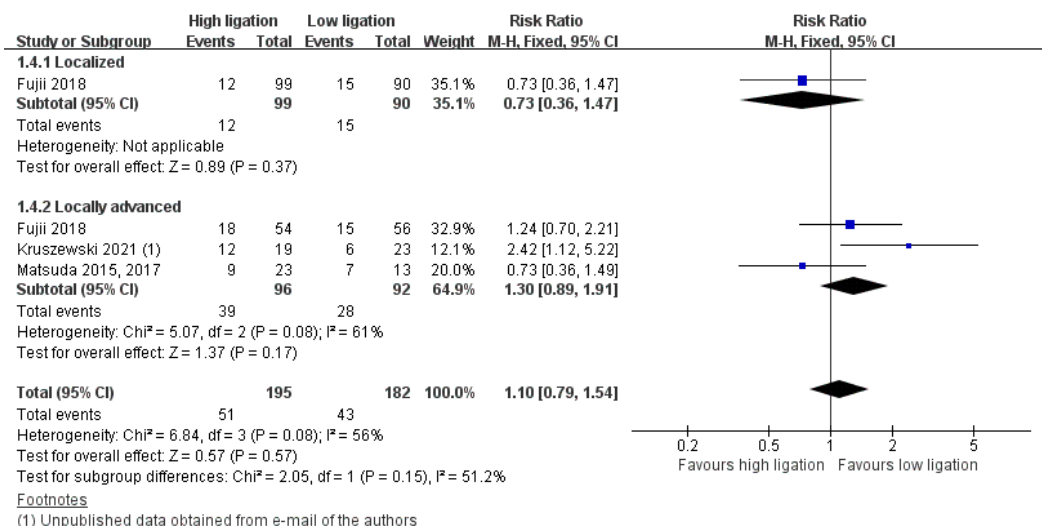 High ligation Low ligation Risk Ratio Risk Ratio
Study or Subgroup Events Total Events Total Weight M-H, Fixed, 95% CI M-H, Fixed, 95% CI
1.4.1 Localized
Fujii 2018 12 99 15 90 35.1% 0.73 [0.36, 1.47]
Subtotal (95% CI) 99 90 35.1% 0.73 [0.36, 1.47]
Total events 12 15
Heterogeneity: Not applicable
Test for overall effect: Z = 0.89 (P = 0.37)
1.4.2 Locally advanced
Fujii 2018 18 54 15 56 32.9% 1.24 [0.70, 2.21]
Kruszewski 2021 (1) 12 19 6 23 12.1% 2.42 [1.12, 5.22]
Matsuda 2015, 2017 9 23 7 13 20.0% 0.73 [0.36, 1.49]
Subtotal (95% CI) 96 92 64.9% 1.30 [0.89, 1.91]
Total events 39 28
Heterogeneity: Chi² = 5.07, df = 2 (P = 0.08); I² = 61%
Test for overall effect: Z = 1.37 (P = 0.17)
Total (95% CI) 195 182 100.0% 1.10 [0.79, 1.54]
Total events 51 43
Heterogeneity: Chi² = 6.84, df = 3 (P = 0.08); I² = 56%
Test for overall effect: Z = 0.57 (P = 0.57)
Test for subgroup differences: Chi² = 2.05, df = 1 (P = 0.15), I² = 51.2%
0.2 0.5 1 2 5
Favours high ligation Favours low ligation
Footnotes
(1) Unpublished data obtained from e-mail of the authors